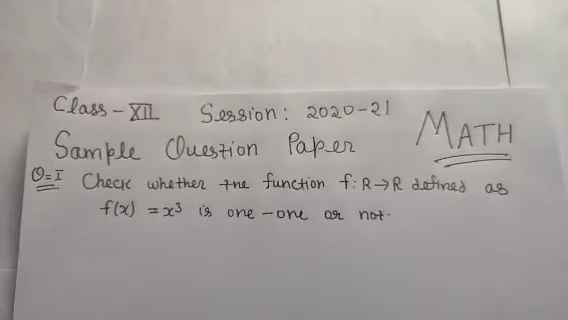 Class-XII Session: 2020-21
MATH
Sample Question Paper
Q=I Check whether the function f: R→R defined as
f(x) = x³ is one-one or not.